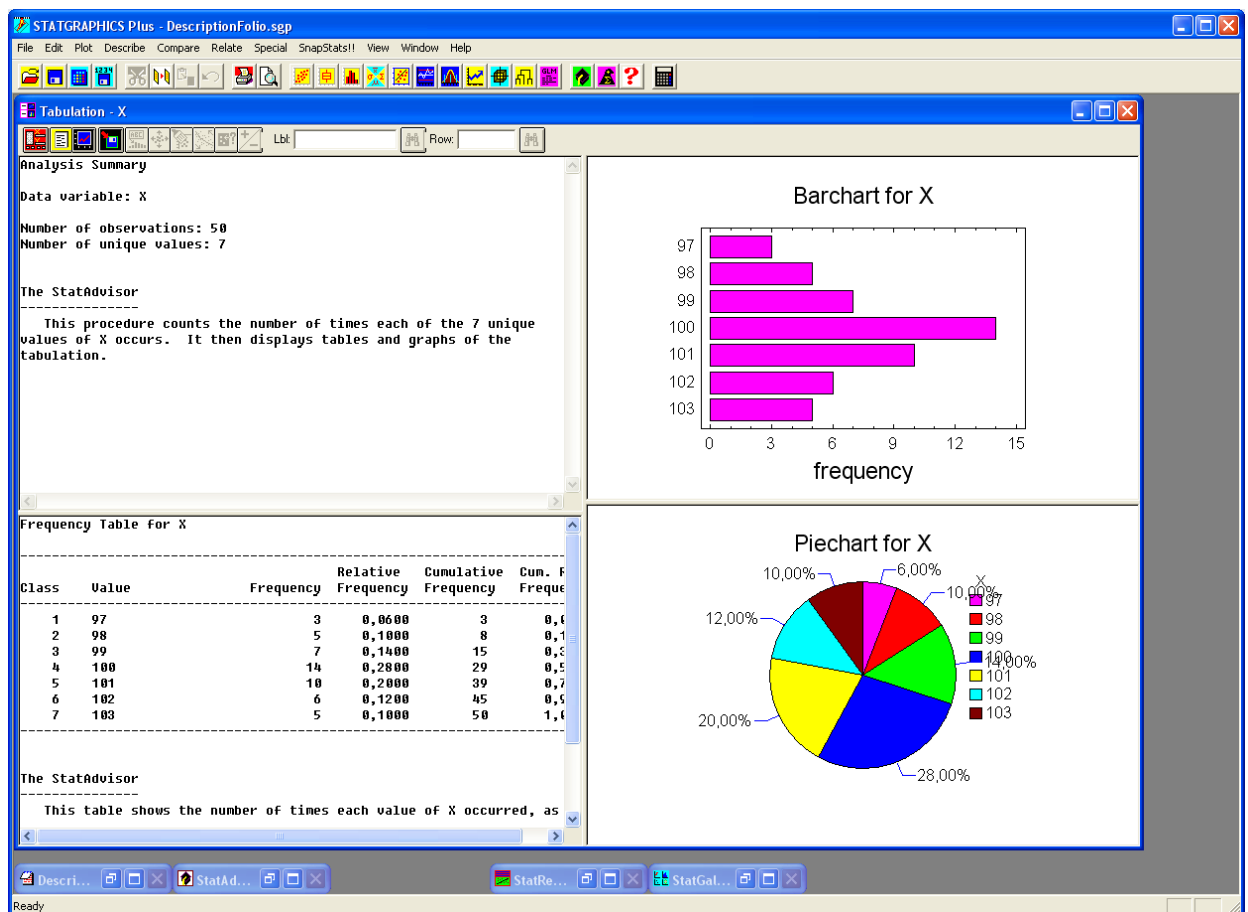 STATGRAPHICS Plus - DescriptionFolio.sgp
File Edit Plot Describe Compare Relate Special SnapStats!! View Window Help
Tabulation - X
Lbl: Row:
Analysis Summary
Data variable: X
Number of observations: 50
Number of unique values: 7
The StatAdvisor
---------------
This procedure counts the number of times each of the 7 unique
values of X occurs. It then displays tables and graphs of the
tabulation.
Barchart for X
97
98
99
100
101
102
103
0 3 6 9 12 15
frequency
Frequency Table for X
Relative Cumulative Cum.
Class Value Frequency Frequency Frequency
1 97 3 0,0600 3
2 98 5 0,1000 8
3 99 7 0,1400 15
4 100 14 0,2800 29
5 101 10 0,2000 39
6 102 6 0,1200 45
7 103 5 0,1000 50
The StatAdvisor
---------------
This table shows the number of times each value of X occurred, as
Piechart for X
10,00% 6,00%
X
10,00%
97
12,00% 98
99
100
14,00%
101
102
103
20,00%
28,00%
Descri... StatAd... StatRe... StatGal...
Ready